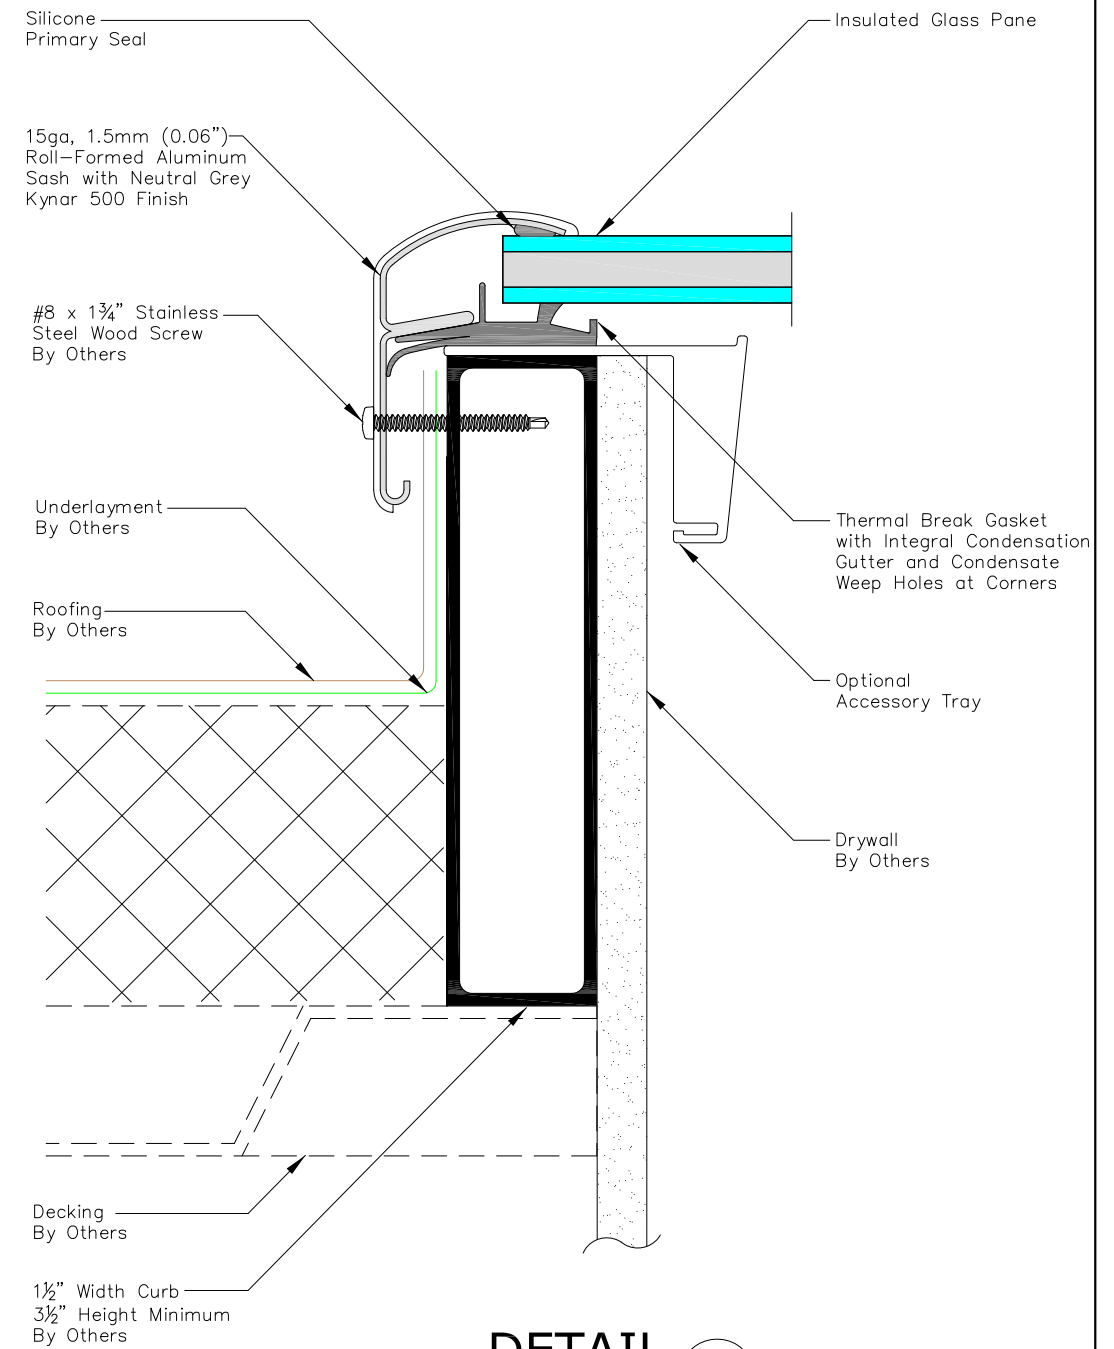 Silicone
Primary Seal
Insulated Glass Pane
15ga, 1.5mm (0.06”)
Roll-Formed Aluminum
Sash with Neutral Grey
Kynar 500 Finish
#8 x 1¾” Stainless
Steel Wood Screw
By Others
Underlayment
By Others
Thermal Break Gasket
with Integral Condensation
Gutter and Condensate
Weep Holes at Corners
Roofing
By Others
Optional
Accessory Tray
Drywall
By Others
Decking
By Others
1½” Width Curb
3½” Height Minimum
By Others
DETAIL